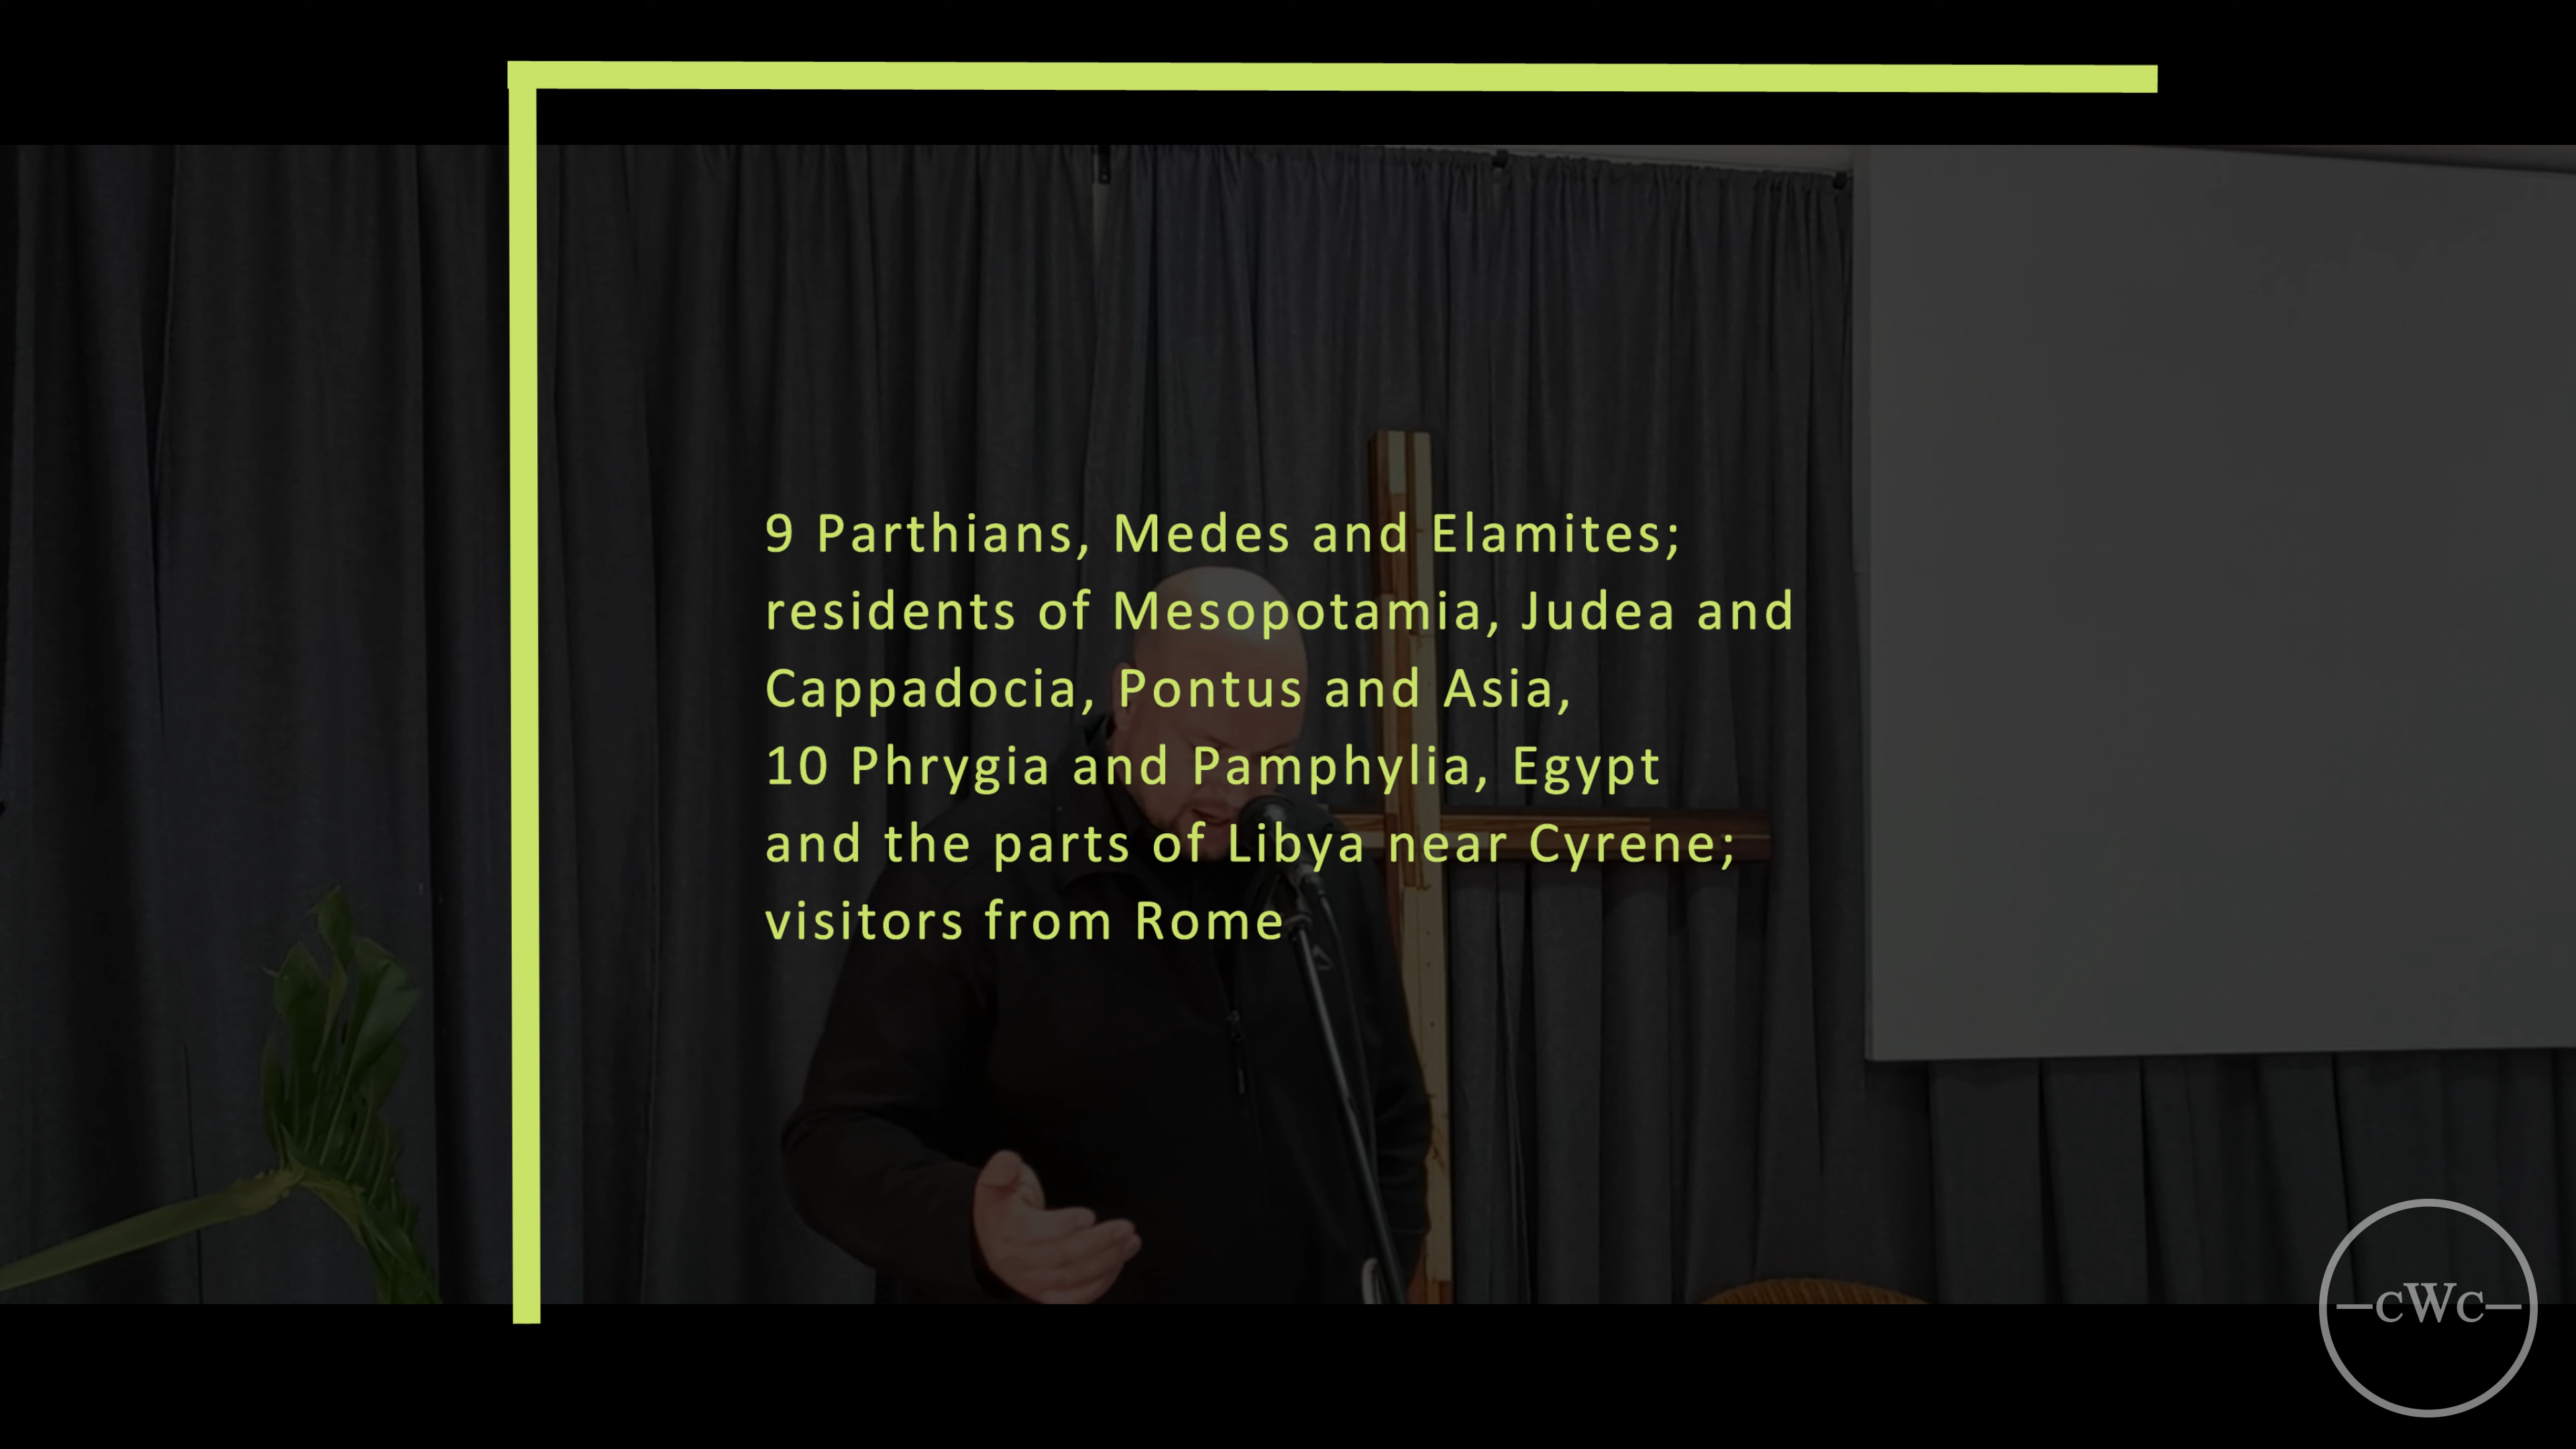 9 Parthians, Medes and Elamites;
residents of Mesopotamia, Judea and
Cappadocia, Pontus and Asia,
10 Phrygia and Pamphylia, Egypt
and the parts of Libya near Cyrene;
visitors from Rome
CWC